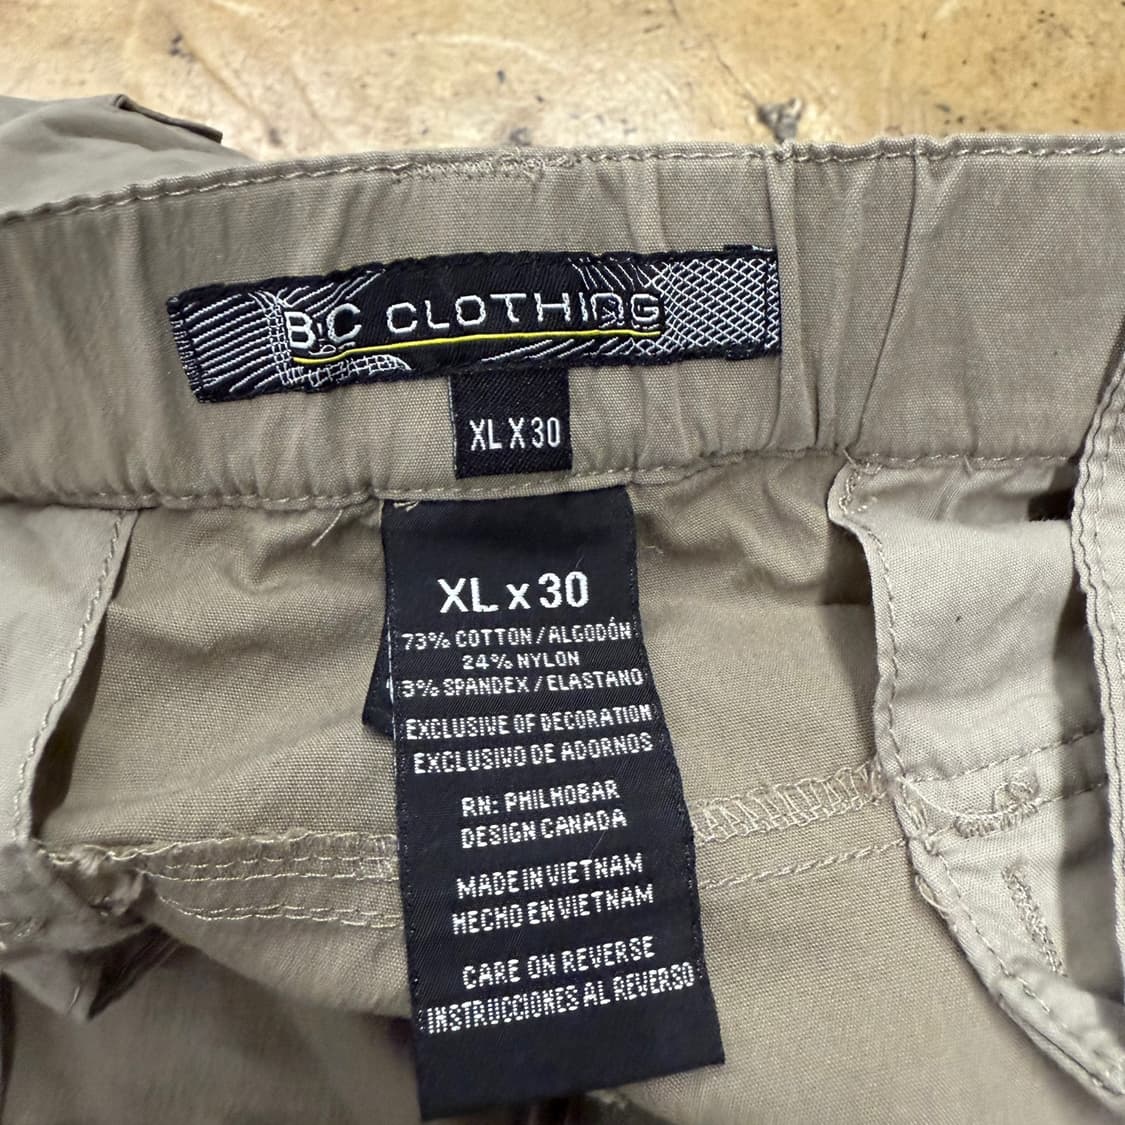 B.C CLOTHING
XL X 30
XL x 30
73% COTTON / ALGODÓN
24% NYLON
3% SPANDEX / ELASTANO
EXCLUSIVE OF DECORATION
EXCLUSIVO DE ADORNOS
RN: PHILMOBAR
DESIGN CANADA
MADE IN VIETNAM
HECHO EN VIETNAM
CARE ON REVERSE
INSTRUCCIONES AL REVERSO